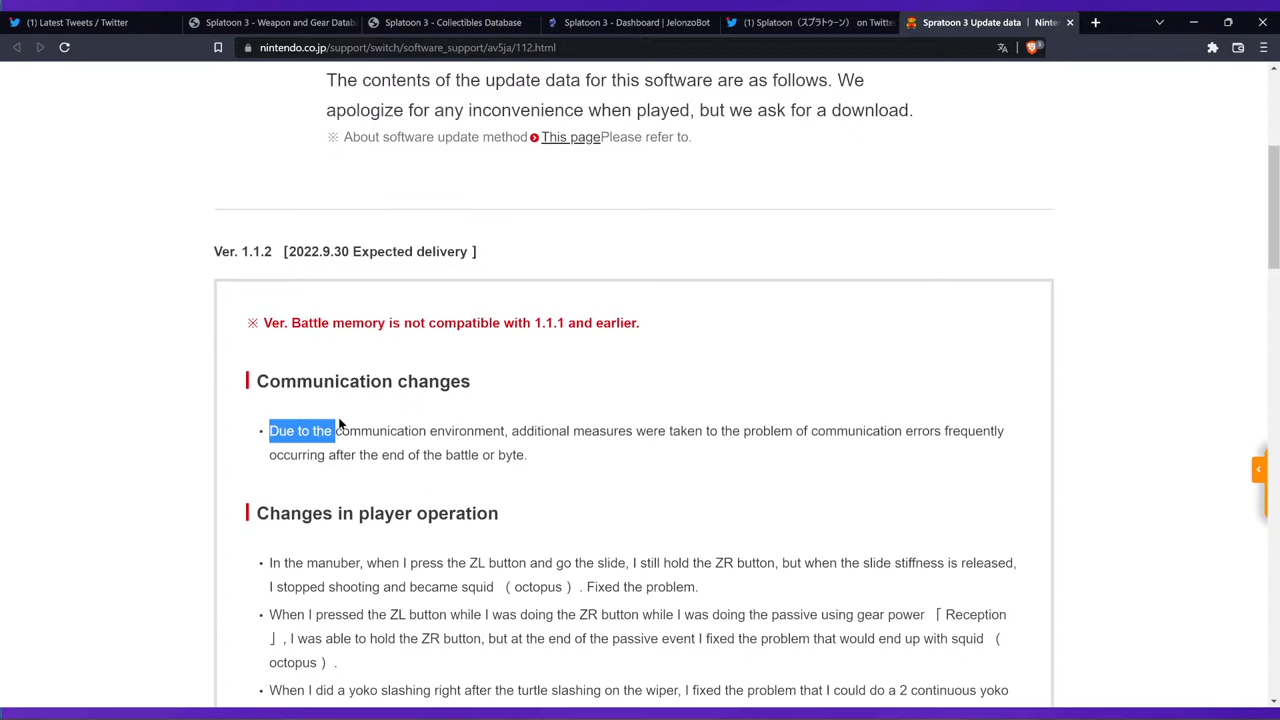 (1) Latest Tweets / Twitter
Splatoon 3 - Weapon and Gear Datab
Splatoon 3 - Collectibles Database
Splatoon 3 - Dashboard | JelonzoBot
(1) Splatoon（スプラトゥーン） on Twitte
Spratoon 3 Update data ｜ Ninte
nintendo.co.jp/support/switch/software_support/av5ja/112.html
The contents of the update data for this software are as follows. We
apologize for any inconvenience when played, but we ask for a download.
※ About software update method This pagePlease refer to.
Ver. 1.1.2 [2022.9.30 Expected delivery ]
※ Ver. Battle memory is not compatible with 1.1.1 and earlier.
Communication changes
• Due to the communication environment, additional measures were taken to the problem of communication errors frequently
occurring after the end of the battle or byte.
Changes in player operation
• In the manuber, when I press the ZL button and go the slide, I still hold the ZR button, but when the slide stiffness is released,
I stopped shooting and became squid （octopus ）. Fixed the problem.
• When I pressed the ZL button while I was doing the ZR button while I was doing the passive using gear power 「 Reception
」, I was able to hold the ZR button, but at the end of the passive event I fixed the problem that would end up with squid （
octopus ）.
• When I did a yoko slashing right after the turtle slashing on the wiper, I fixed the problem that I could do a 2 continuous yoko